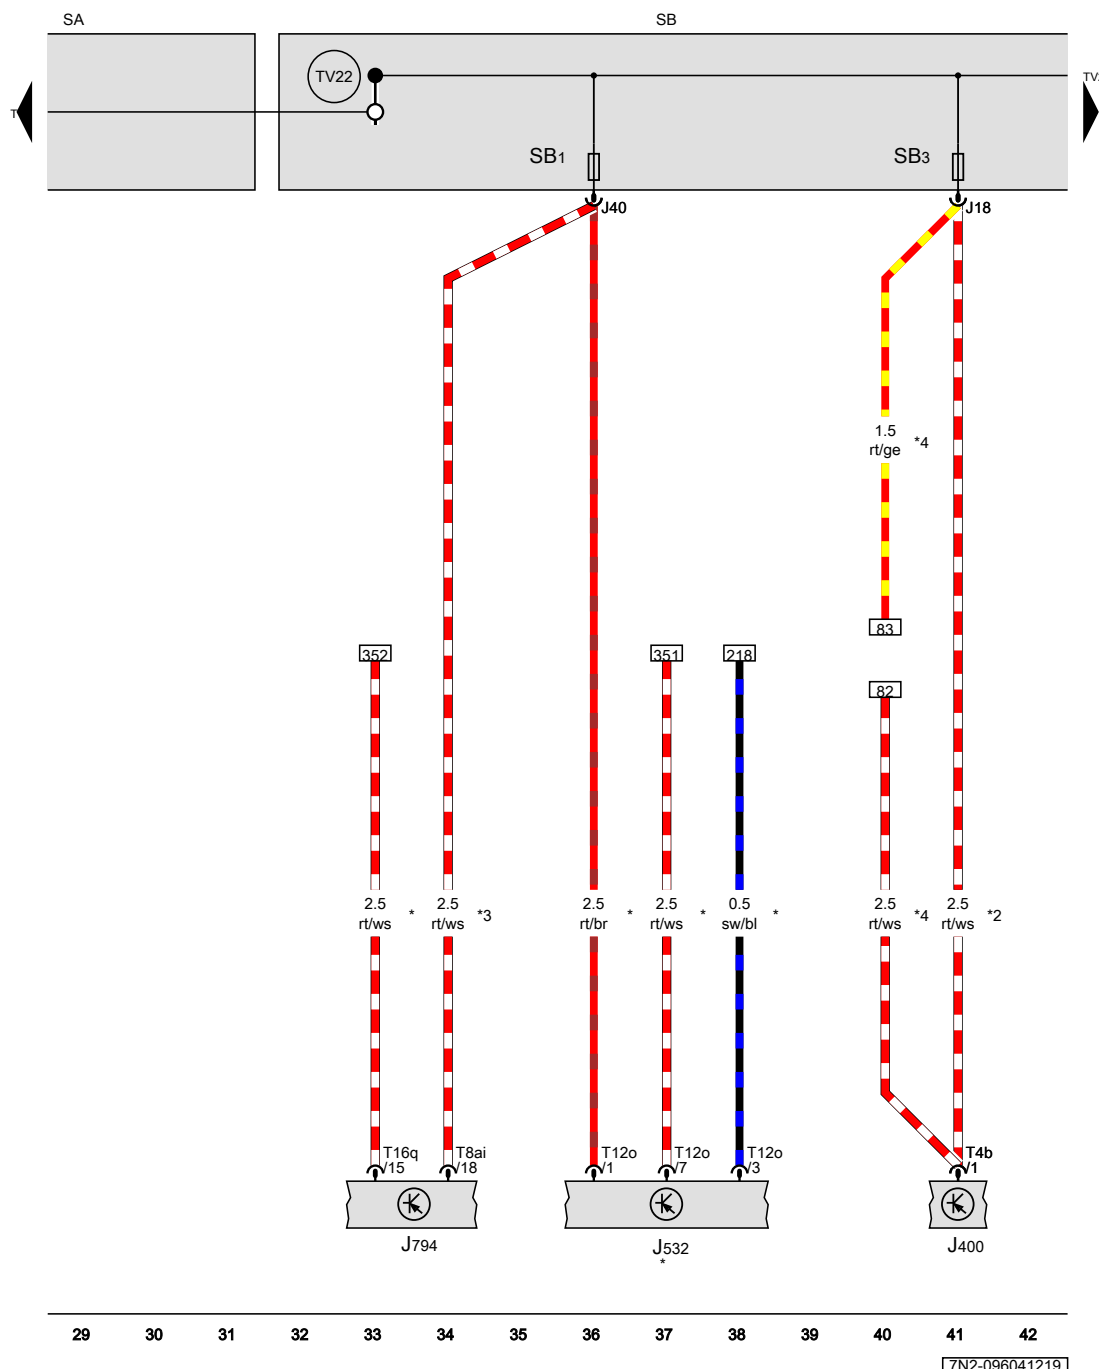 SA
SB
TV22
T
TV
SB1
SB3
J40
J18
1.5
rt/ge
*4
83
352
351
218
82
2.5
rt/ws
*
2.5
rt/ws
*3
2.5
rt/br
*
2.5
rt/ws
*
0.5
sw/bl
*
2.5
rt/ws
*4
2.5
rt/ws
*2
T16q
/15
T8ai
/18
T12o
/1
T12o
/7
T12o
/3
T4b
/1
J794
J532
*
J400
29 30 31 32 33 34 35 36 37 38 39 40 41 42
7N2-096041219